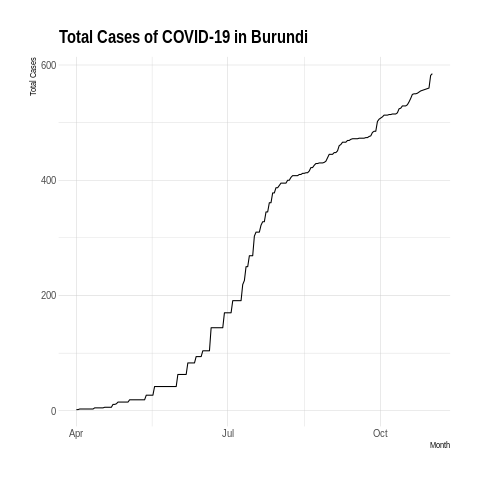 Total Cases of COVID-19 in Burundi
Total Cases
600
400
200
0
Apr
Jul
Oct
Month